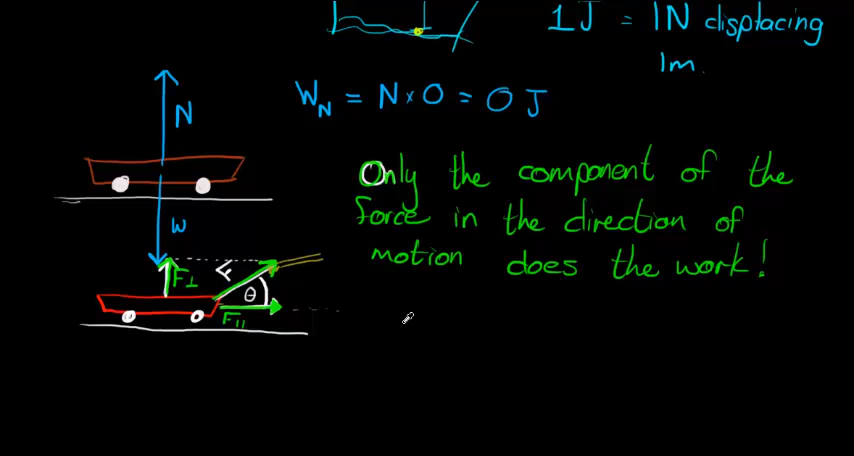 1J = 1N displacing
1m.
W_N = N × 0 = 0 J
N
Only the component of the
force in the direction of
motion does the work!
W
F⊥
F
θ
F||